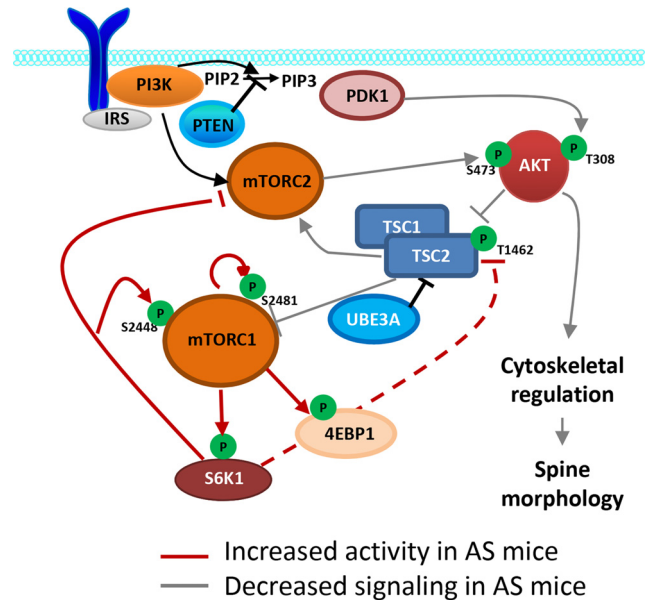 PI3K
PIP2
PIP3
IRS
PTEN
PDK1
mTORC2
P
S473
AKT
P
T308
TSC1
TSC2
P
T1462
P
S2448
P
S2481
mTORC1
UBE3A
P
4EBP1
P
S6K1
Cytoskeletal
regulation
Spine
morphology
Increased activity in AS mice
Decreased signaling in AS mice